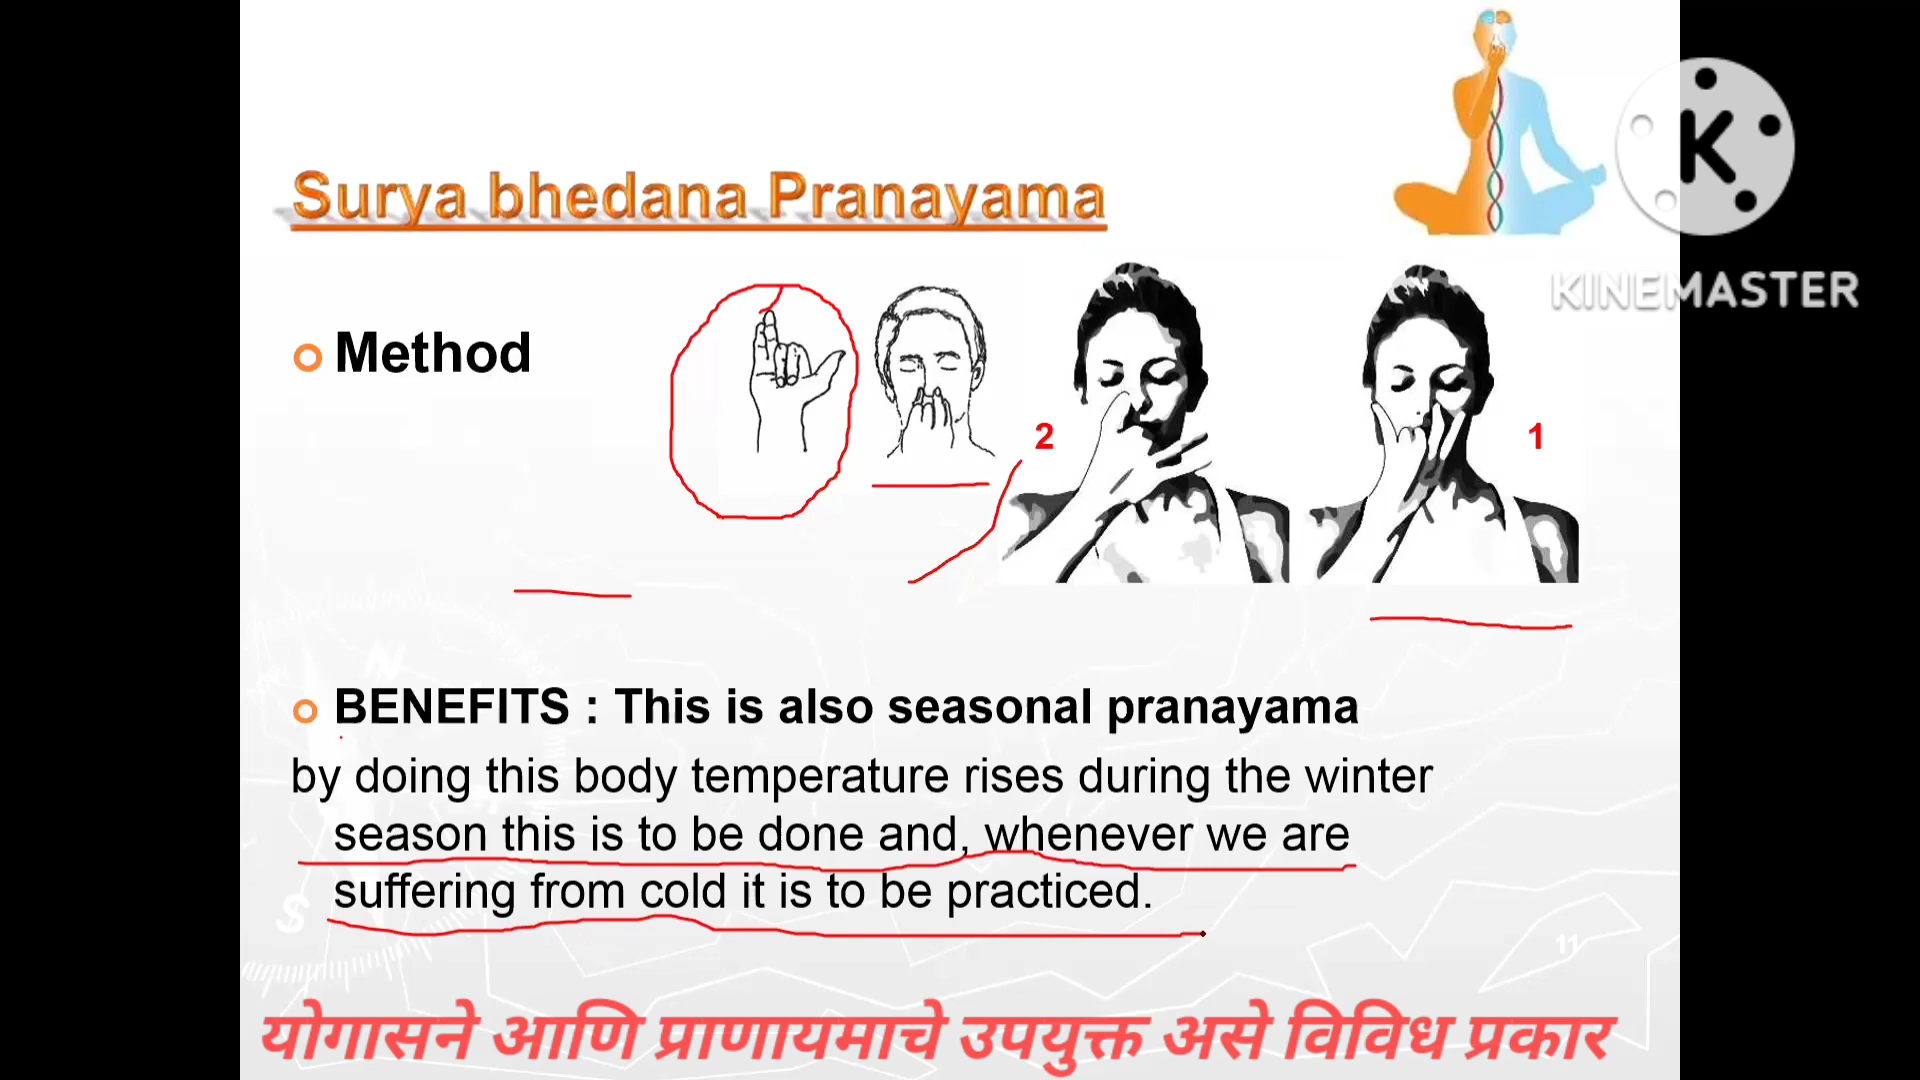 Surya bhedana Pranayama
K
KINEMASTER
Method
2
1
BENEFITS : This is also seasonal pranayama
by doing this body temperature rises during the winter
season this is to be done and, whenever we are
suffering from cold it is to be practiced.
N
S
11
योगासने आणि प्राणायमाचे उपयुक्त असे विविध प्रकार